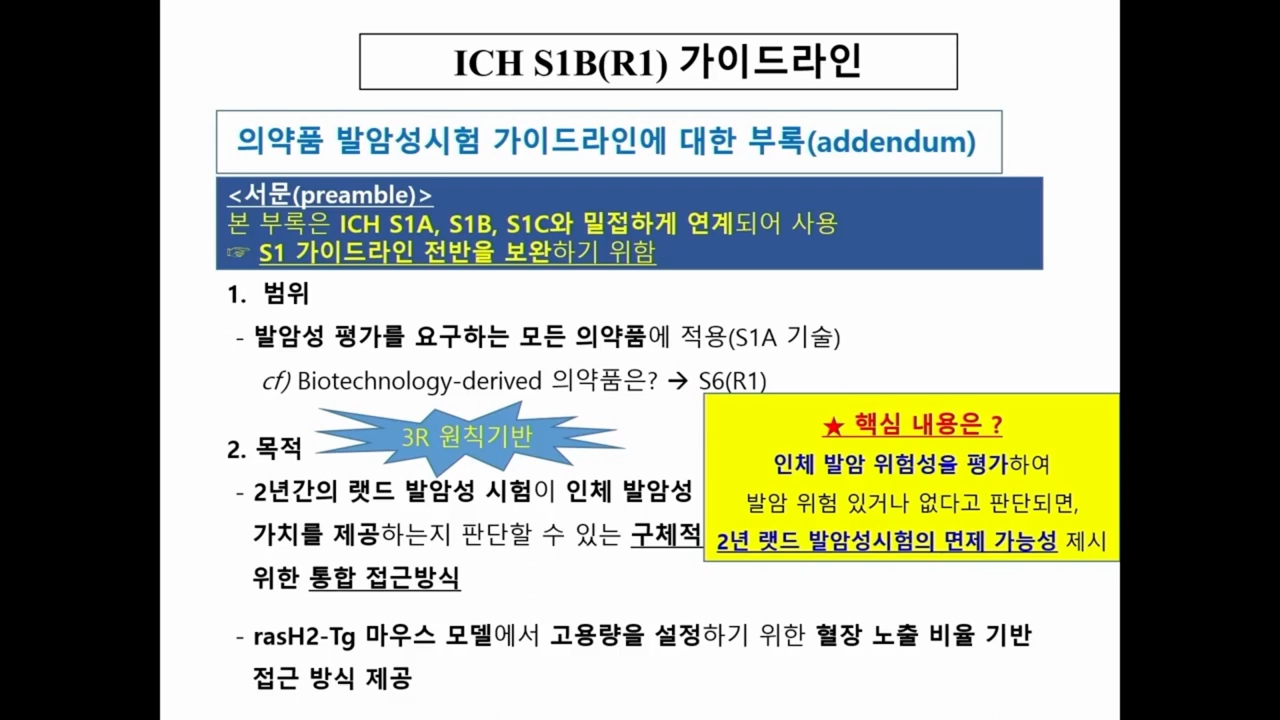 ICH S1B(R1) 가이드라인
의약품 발암성시험 가이드라인에 대한 부록(addendum)
<서문(preamble)>
본 부록은 ICH S1A, S1B, S1C와 밀접하게 연계되어 사용
☞ S1 가이드라인 전반을 보완하기 위함
1. 범위
- 발암성 평가를 요구하는 모든 의약품에 적용(S1A 기술)
cf) Biotechnology-derived 의약품은? → S6(R1)
3R 원칙기반
2. 목적
- 2년간의 랫드 발암성 시험이 인체 발암성
가치를 제공하는지 판단할 수 있는 구체적
위한 통합 접근방식
★ 핵심 내용은 ?
인체 발암 위험성을 평가하여
발암 위험 있거나 없다고 판단되면,
2년 랫드 발암성시험의 면제 가능성 제시
- rasH2-Tg 마우스 모델에서 고용량을 설정하기 위한 혈장 노출 비율 기반
접근 방식 제공